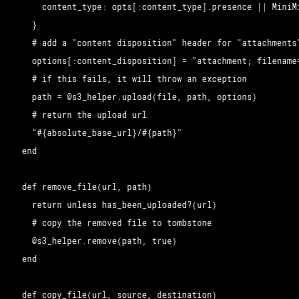 content_type: opts[:content_type].presence || MiniMi
}
# add a "content disposition" header for "attachments"
options[:content_disposition] = "attachment; filename=
# if this fails, it will throw an exception
path = @s3_helper.upload(file, path, options)
# return the upload url
"#{absolute_base_url}/#{path}"
end
def remove_file(url, path)
return unless has_been_uploaded?(url)
# copy the removed file to tombstone
@s3_helper.remove(path, true)
end
def copy_file(url, source, destination)